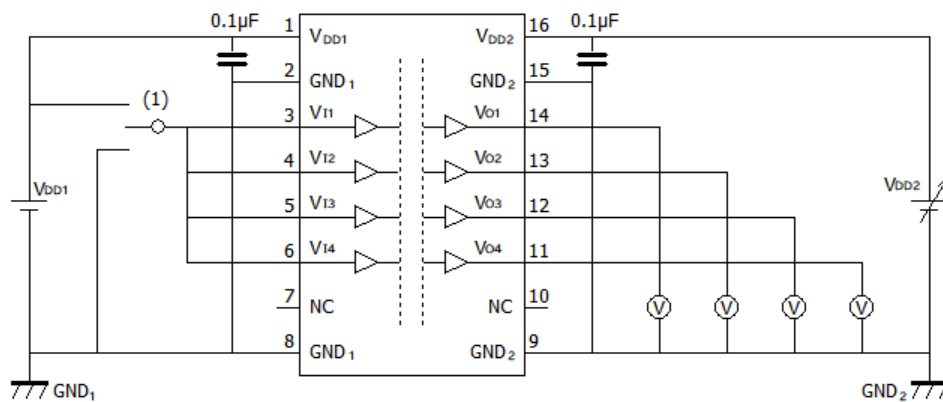 0.1µF 1 16 0.1µF
VDD1 VDD2
2 15
GND1 GND2
(1) 3 14
VI1 VO1
4 13
VI2 VO2
VDD1 VDD2
5 12
VI3 VO3
6 11
VI4 VO4
7 10
NC NC
V V V V
8 9
GND1 GND2
GND1 GND2